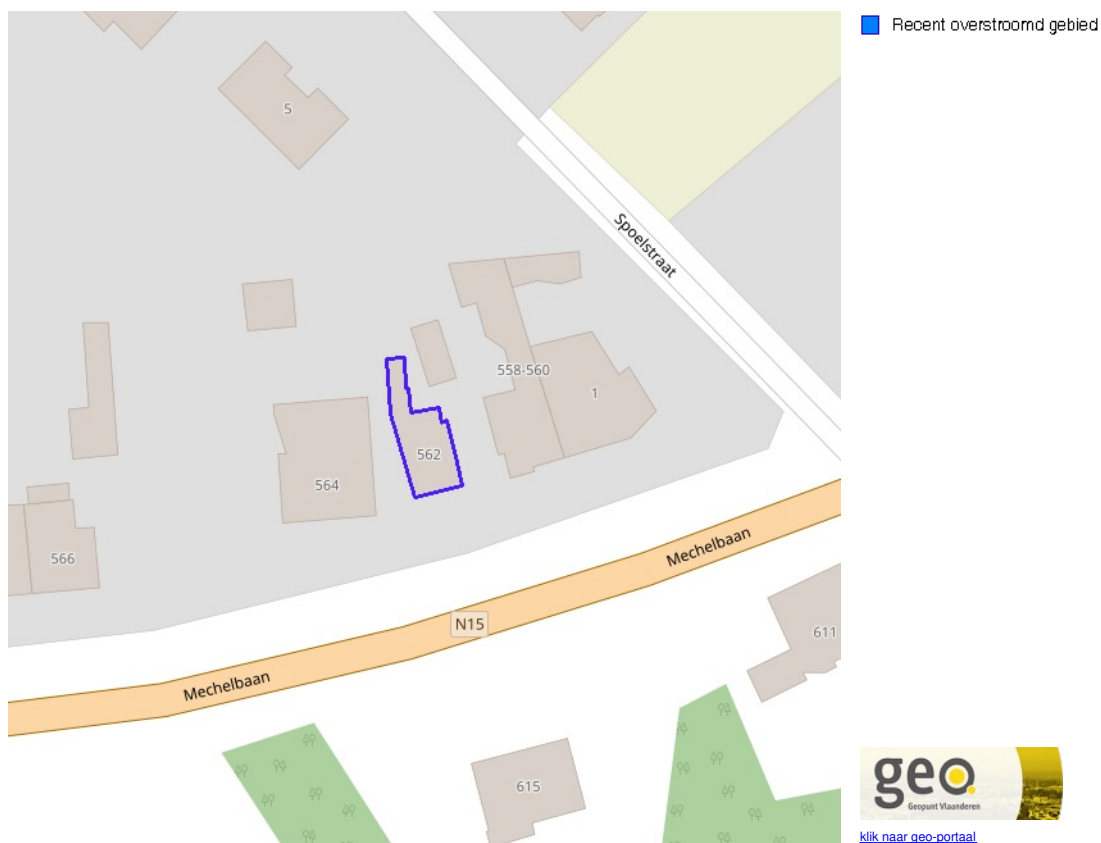 Recent overstroomd gebied
5
Spoelstraat
558-560
1
562
564
566
Mechelbaan
N15
611
Mechelbaan
615
geo
Geopunt Vlaanderen
klik naar geo-portaal